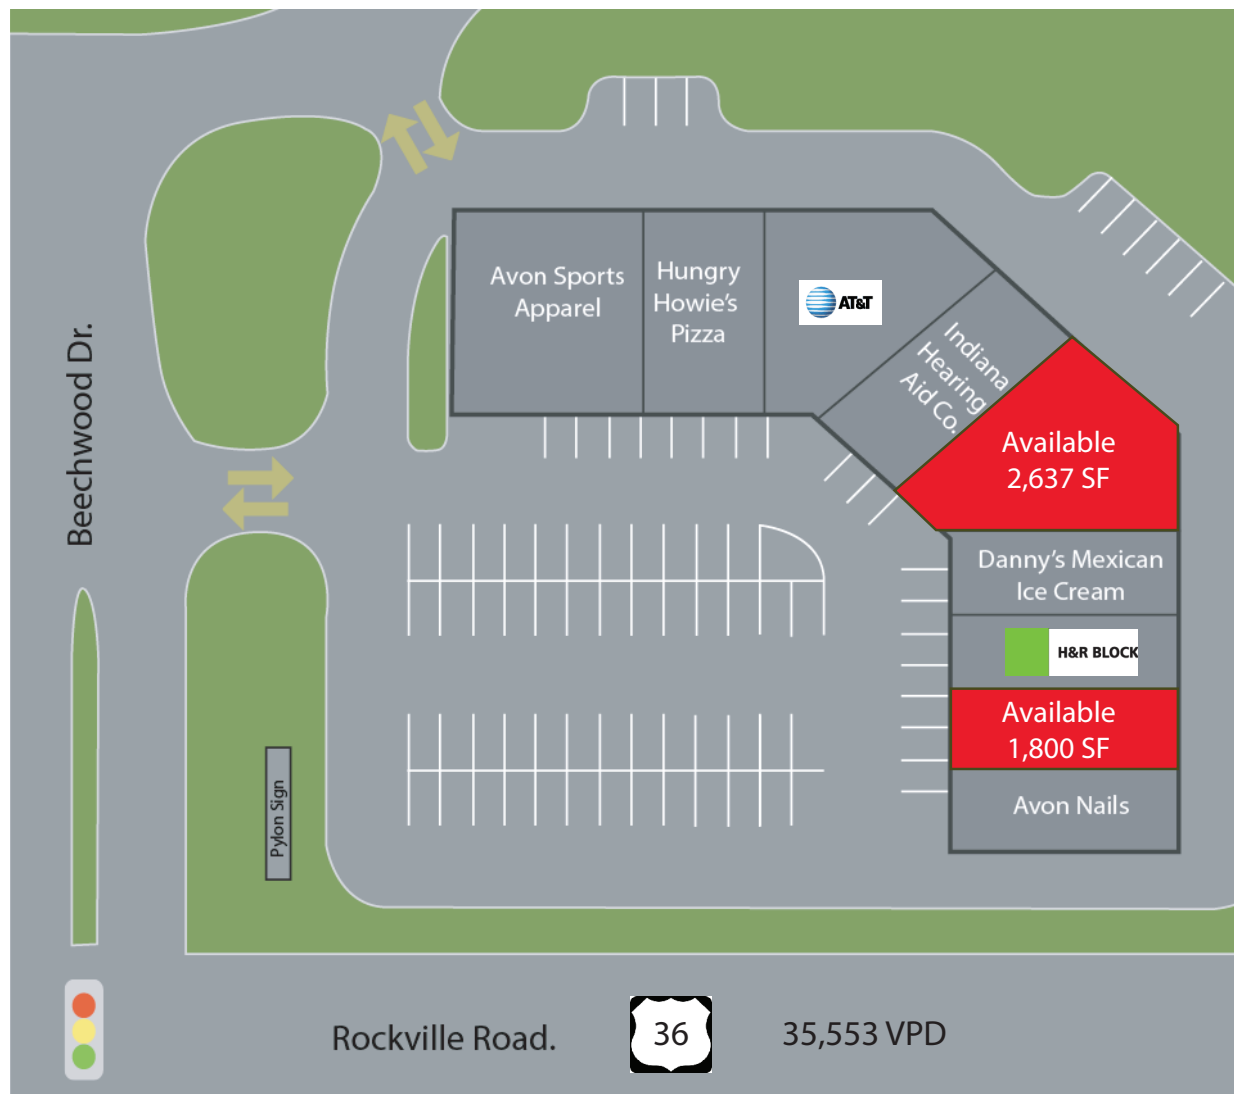 Avon Sports
Apparel
Hungry
Howie's
Pizza
AT&T
Indiana
Hearing
Aid Co.
Available
2,637 SF
Danny's Mexican
Ice Cream
H&R BLOCK
Available
1,800 SF
Avon Nails
Beechwood Dr.
Pylon Sign
Rockville Road.
36
35,553 VPD